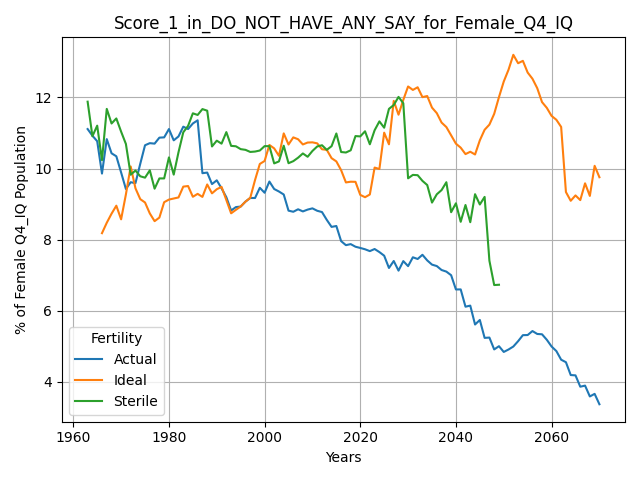 Score_1_in_DO_NOT_HAVE_ANY_SAY_for_Female_Q4_IQ
% of Female Q4_IQ Population
12
10
8
6
4
Fertility
Actual
Ideal
Sterile
1960 1980 2000 2020 2040 2060
Years